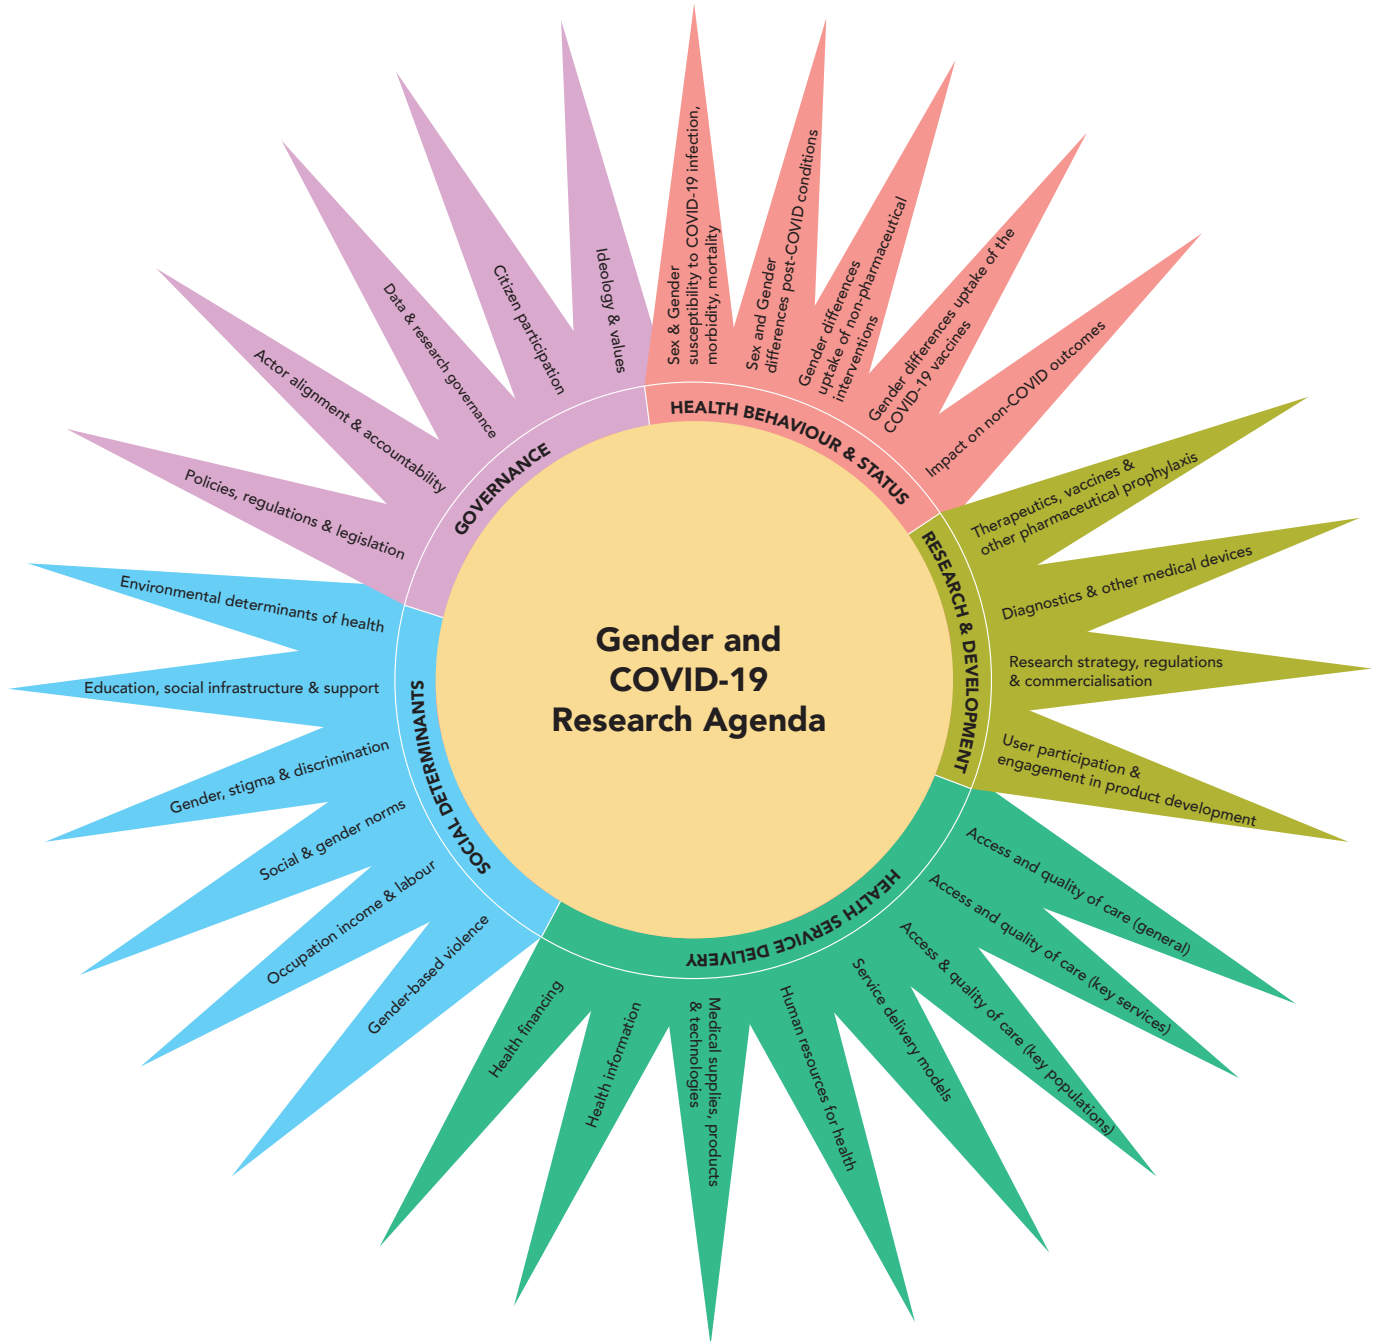 Gender and
COVID-19
Research Agenda
HEALTH BEHAVIOUR & STATUS
Sex & Gender
susceptibility to COVID-19 infection,
morbidity, mortality
Sex and Gender
differences post-COVID conditions
Gender differences
uptake of non-pharmaceutical
interventions
Gender differences uptake of the
COVID-19 vaccines
Impact on non-COVID outcomes
RESEARCH & DEVELOPMENT
Therapeutics, vaccines &
other pharmaceutical prophylaxis
Diagnostics & other medical devices
Research strategy, regulations
& commercialisation
User participation &
engagement in product development
HEALTH SERVICE DELIVERY
Access and quality of care (general)
Access and quality of care (key services)
Access & quality of care (key populations)
Service delivery models
Human resources for health
Medical supplies, products
& technologies
Health information
Health financing
SOCIAL DETERMINANTS
Gender-based violence
Occupation income & labour
Social & gender norms
Gender, stigma & discrimination
Education, social infrastructure & support
Environmental determinants of health
GOVERNANCE
Policies, regulations & legislation
Actor alignment & accountability
Data & research governance
Citizen participation
Ideology & values